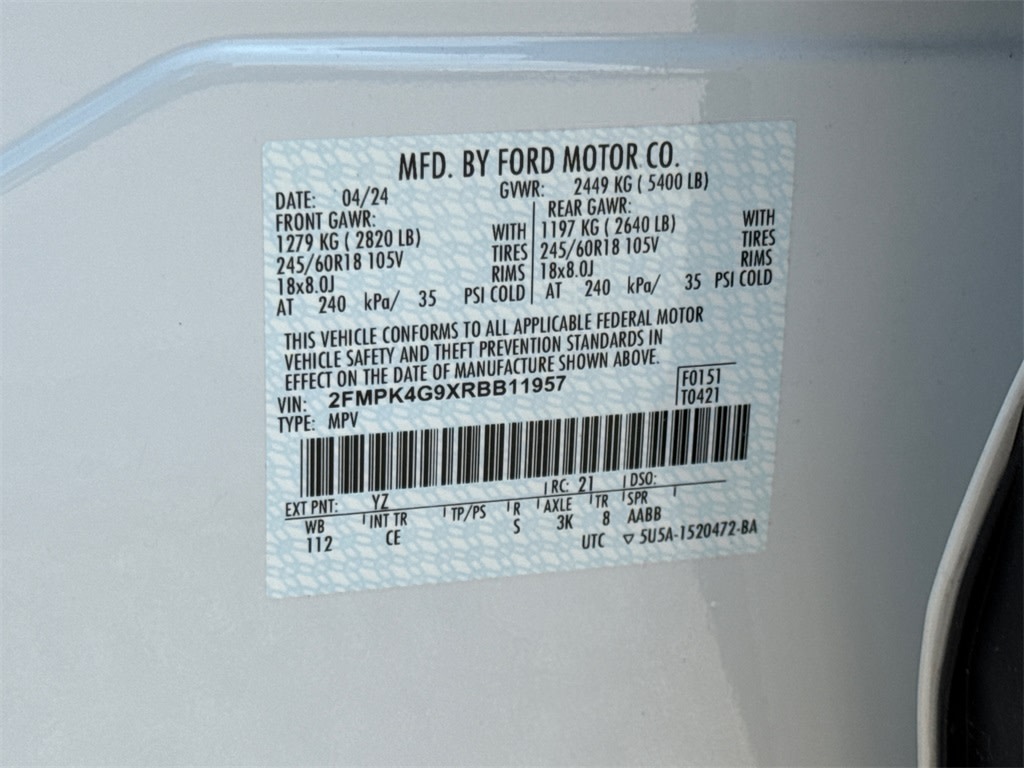 MFD. BY FORD MOTOR CO.
DATE: 04/24 GVWR: 2449 KG ( 5400 LB)
FRONT GAWR: REAR GAWR:
1279 KG ( 2820 LB) WITH 1197 KG ( 2640 LB) WITH
245/60R18 105V TIRES 245/60R18 105V TIRES
18x8.0J RIMS 18x8.0J RIMS
AT 240 kPa/ 35 PSI COLD AT 240 kPa/ 35 PSI COLD
THIS VEHICLE CONFORMS TO ALL APPLICABLE FEDERAL MOTOR
VEHICLE SAFETY AND THEFT PREVENTION STANDARDS IN
EFFECT ON THE DATE OF MANUFACTURE SHOWN ABOVE.
VIN: 2FMPK4G9XRBB11957 F0151
TYPE: MPV T0421
EXT PNT: YZ RC: 21 DSO:
WB INT TR TP/PS R AXLE TR SPR
112 CE S 3K 8 AABB
UTC ▽ 5U5A-1520472-BA